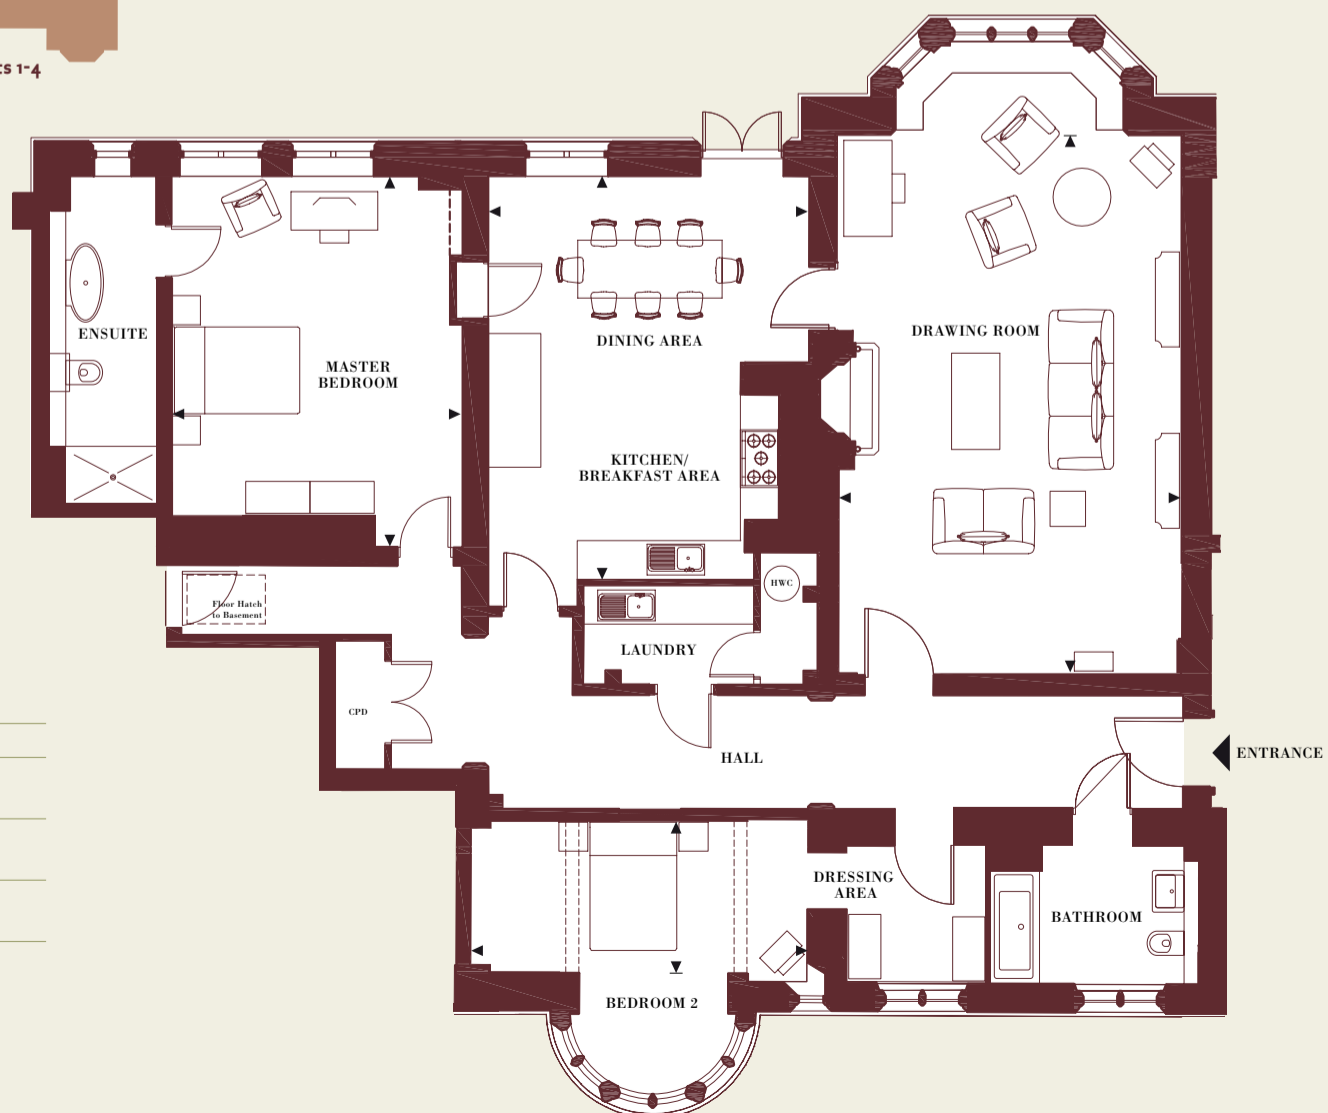 1-4
ENSUITE
MASTER
BEDROOM
DINING AREA
DRAWING ROOM
KITCHEN/
BREAKFAST AREA
HWC
Floor Hatch
to Basement
LAUNDRY
CPD
HALL
ENTRANCE
DRESSING
AREA
BATHROOM
BEDROOM 2